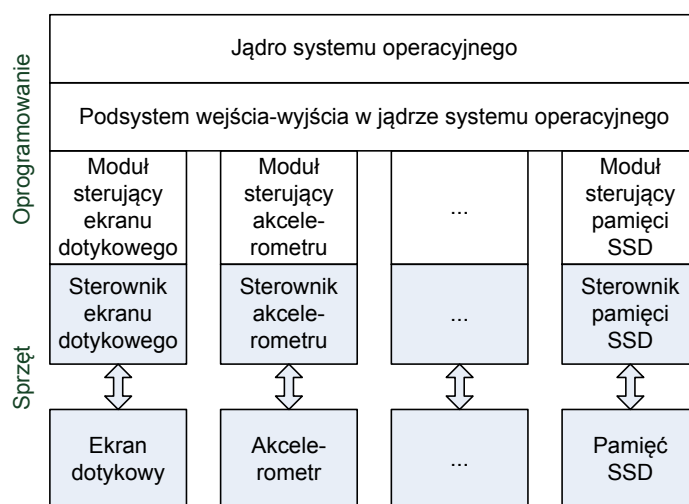 Oprogramowanie
Sprzęt
Jądro systemu operacyjnego
Podsystem wejścia-wyjścia w jądrze systemu operacyjnego
Moduł
sterujący
ekranu
dotykowego
Moduł
sterujący
akcele-
rometru
...
Moduł
sterujący
pamięci
SSD
Sterownik
ekranu
dotykowego
Sterownik
akcele-
rometru
...
Sterownik
pamięci
SSD
Ekran
dotykowy
Akcele-
rometr
...
Pamięć
SSD